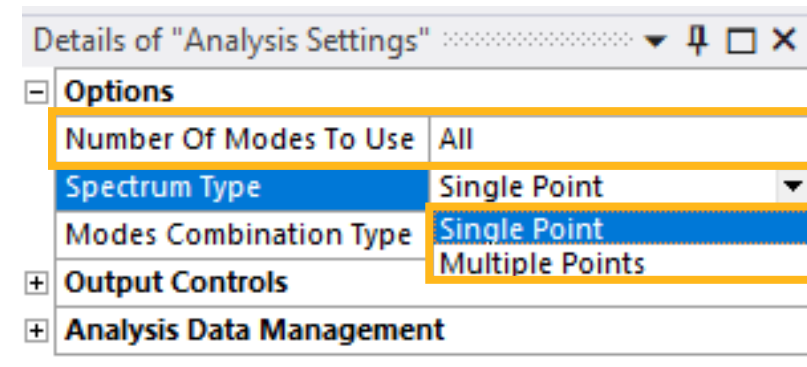 Details of "Analysis Settings"
Options
Number Of Modes To Use All
Spectrum Type Single Point
Modes Combination Type Single Point
Multiple Points
Output Controls
Analysis Data Management